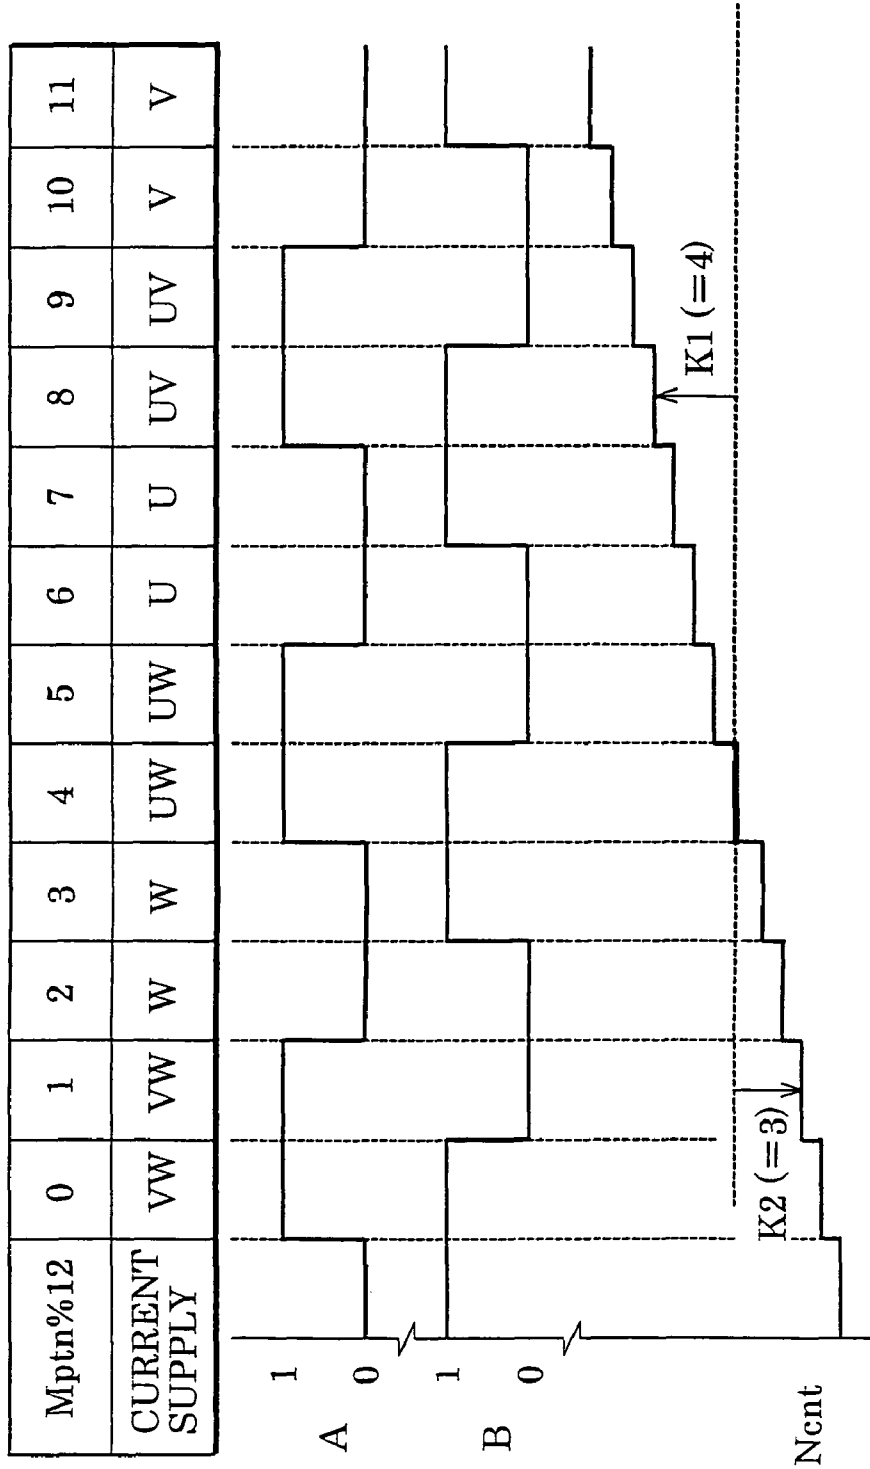 Mptn%12 0 1 2 3 4 5 6 7 8 9 10 11
CURRENT SUPPLY VW VW W W UW UW U U UV UV V V
A
1
0
B
1
0
Ncnt
K2 (=3)
K1 (=4)